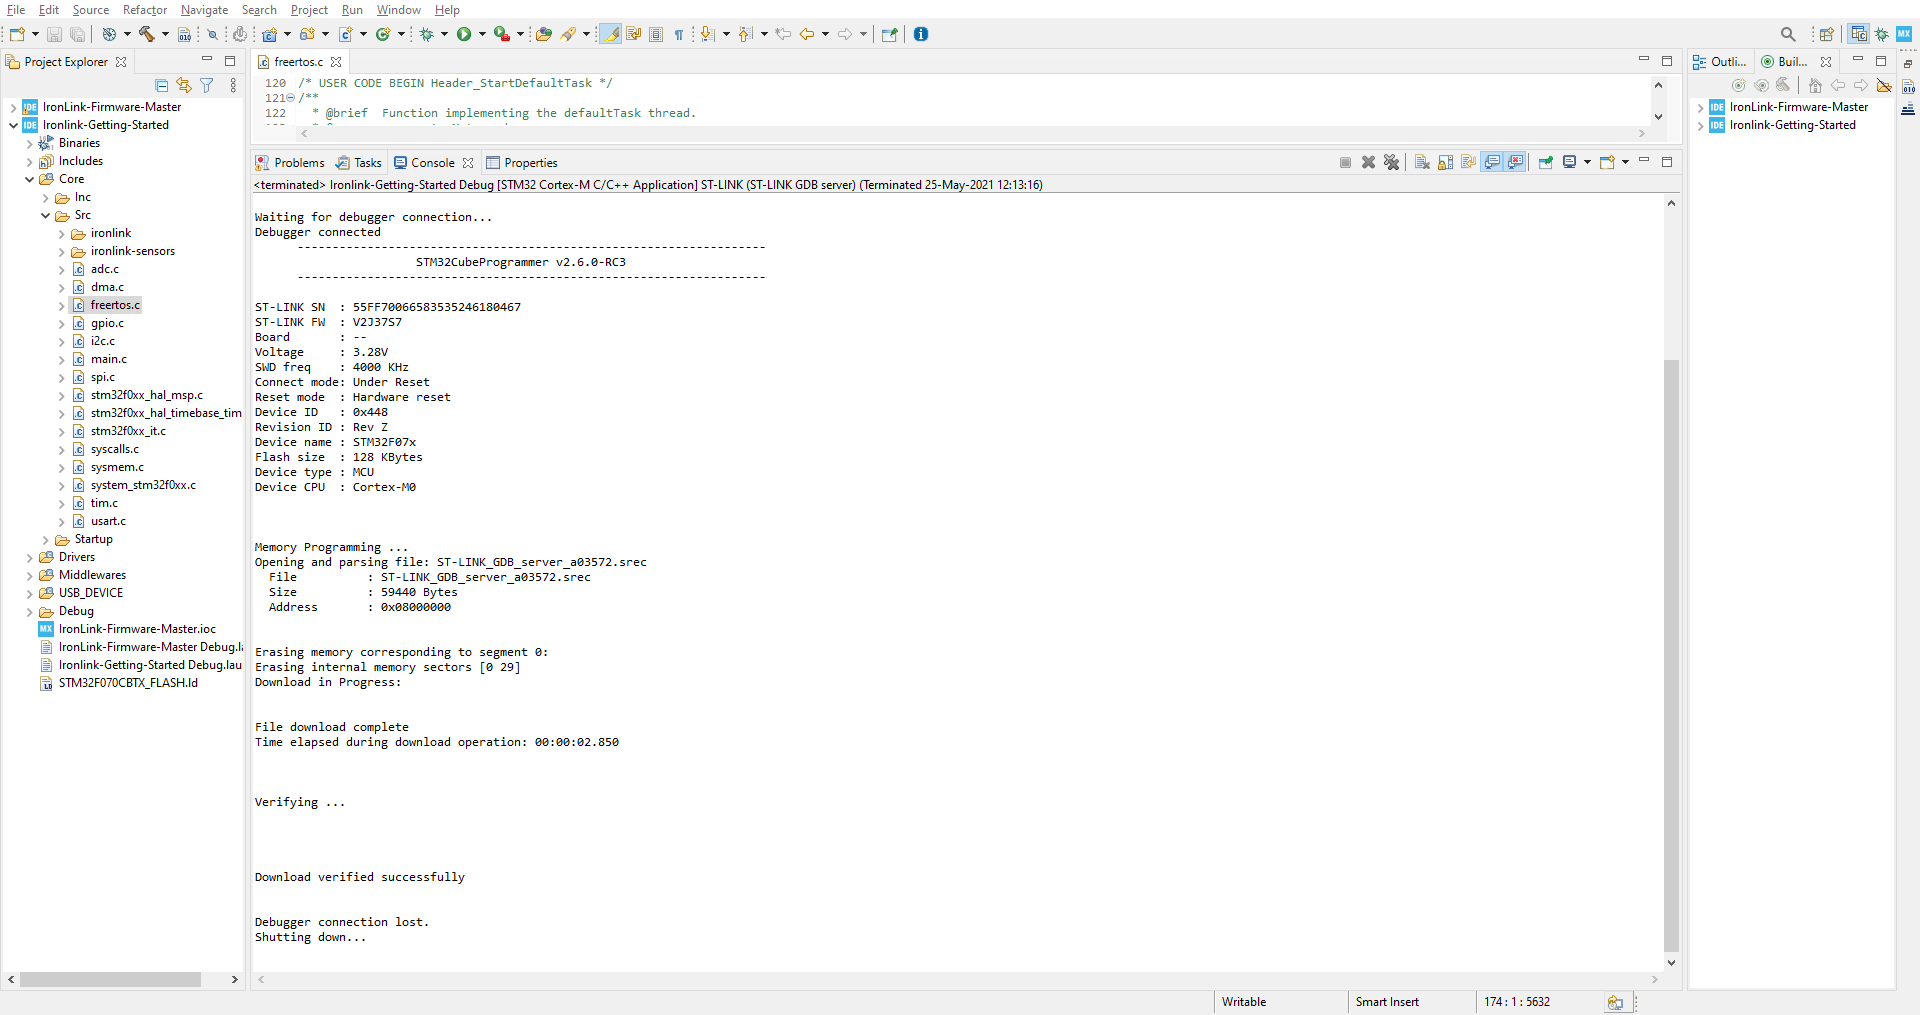 File Edit Source Refactor Navigate Search Project Run Window Help
Project Explorer
IronLink-Firmware-Master
Ironlink-Getting-Started
Binaries
Includes
Core
Inc
Src
ironlink
ironlink-sensors
adc.c
dma.c
freertos.c
gpio.c
i2c.c
main.c
spi.c
stm32f0xx_hal_msp.c
stm32f0xx_hal_timebase_tim
stm32f0xx_it.c
syscalls.c
sysmem.c
system_stm32f0xx.c
tim.c
usart.c
Startup
Drivers
Middlewares
USB_DEVICE
Debug
IronLink-Firmware-Master.ioc
IronLink-Firmware-Master Debug.la
Ironlink-Getting-Started Debug.lau
STM32F070CBTX_FLASH.ld
freertos.c
120 /* USER CODE BEGIN Header_StartDefaultTask */
121 /**
122 * @brief Function implementing the defaultTask thread.
Problems Tasks Console Properties
<terminated> Ironlink-Getting-Started Debug [STM32 Cortex-M C/C++ Application] ST-LINK (ST-LINK GDB server) (Terminated 25-May-2021 12:13:16)
Waiting for debugger connection...
Debugger connected
-------------------------------------------------------------------
STM32CubeProgrammer v2.6.0-RC3
-------------------------------------------------------------------
ST-LINK SN : 55FF70066583535246180467
ST-LINK FW : V2J37S7
Board : --
Voltage : 3.28V
SWD freq : 4000 KHz
Connect mode: Under Reset
Reset mode : Hardware reset
Device ID : 0x448
Revision ID : Rev Z
Device name : STM32F07x
Flash size : 128 KBytes
Device type : MCU
Device CPU : Cortex-M0
Memory Programming ...
Opening and parsing file: ST-LINK_GDB_server_a03572.srec
File : ST-LINK_GDB_server_a03572.srec
Size : 59440 Bytes
Address : 0x08000000
Erasing memory corresponding to segment 0:
Erasing internal memory sectors [0 29]
Download in Progress:
File download complete
Time elapsed during download operation: 00:00:02.850
Verifying ...
Download verified successfully
Debugger connection lost.
Shutting down...
Outli... Buil...
IronLink-Firmware-Master
Ironlink-Getting-Started
Writable Smart Insert 174 : 1 : 5632